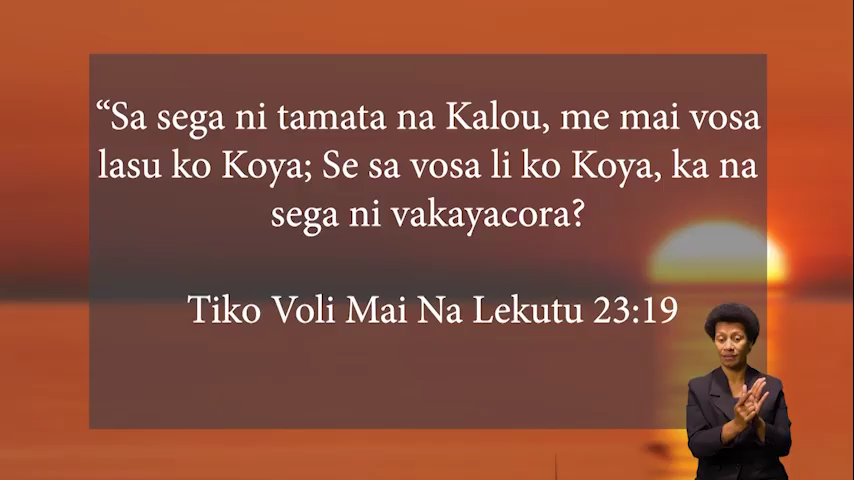 “Sa sega ni tamata na Kalou, me mai vosa
lasu ko Koya; Se sa vosa li ko Koya, ka na
sega ni vakayacora?
Tiko Voli Mai Na Lekutu 23:19